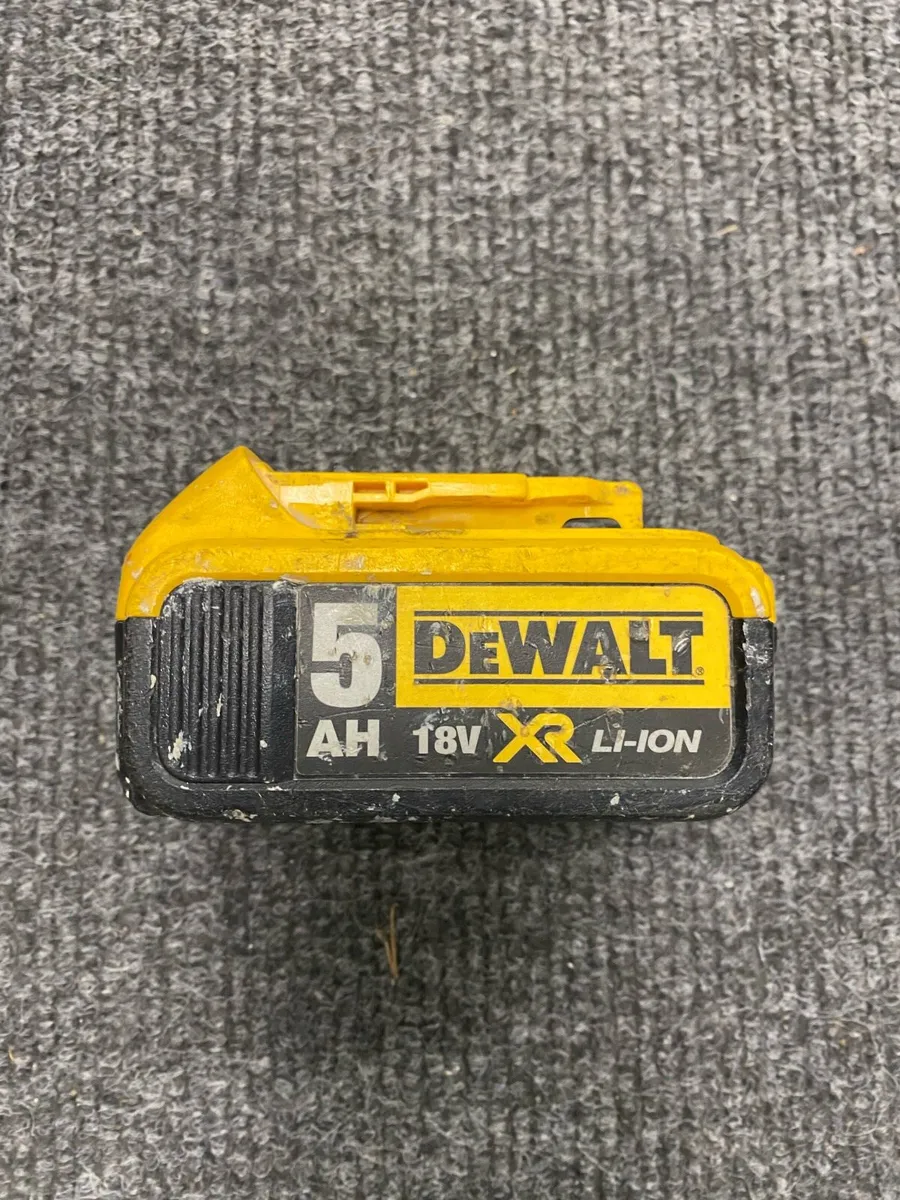 5
AH
DEWALT®
18V XR LI-ION